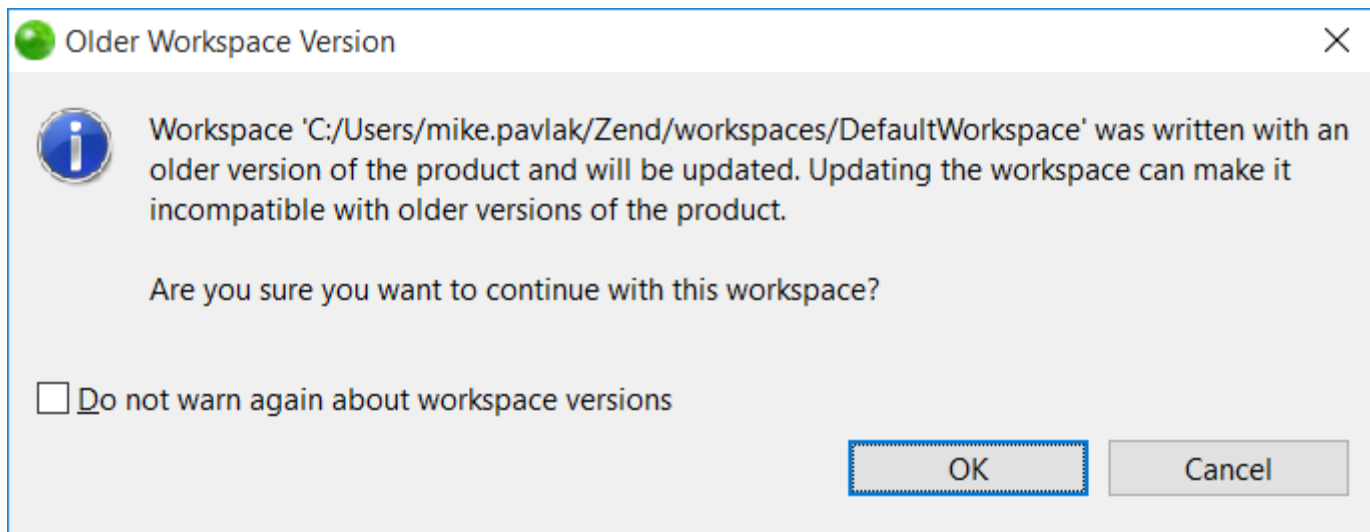 Older Workspace Version
Workspace 'C:/Users/mike.pavlak/Zend/workspaces/DefaultWorkspace' was written with an
older version of the product and will be updated. Updating the workspace can make it
incompatible with older versions of the product.
Are you sure you want to continue with this workspace?
Do not warn again about workspace versions
OK
Cancel